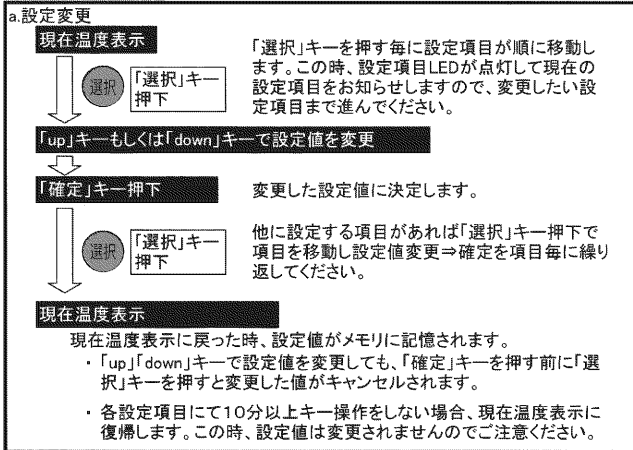 a.設定変更
現在温度表示
選択
「選択」キー
押下
「選択」キーを押す毎に設定項目が順に移動し
ます。この時、設定項目LEDが点灯して現在の
設定項目をお知らせしますので、変更したい設
定項目まで進んでください。
「up」キーもしくは「down」キーで設定値を変更
「確定」キー押下
変更した設定値に決定します。
選択
「選択」キー
押下
他に設定する項目があれば「選択」キー押下で
項目を移動し設定値変更⇒確定を項目毎に繰り
返してください。
現在温度表示
現在温度表示に戻った時、設定値がメモリに記憶されます。
・「up」「down」キーで設定値を変更しても、「確定」キーを押す前に「選
択」キーを押すと変更した値がキャンセルされます。
・各設定項目にて10分以上キー操作をしない場合、現在温度表示に
復帰します。この時、設定値は変更されませんのでご注意ください。